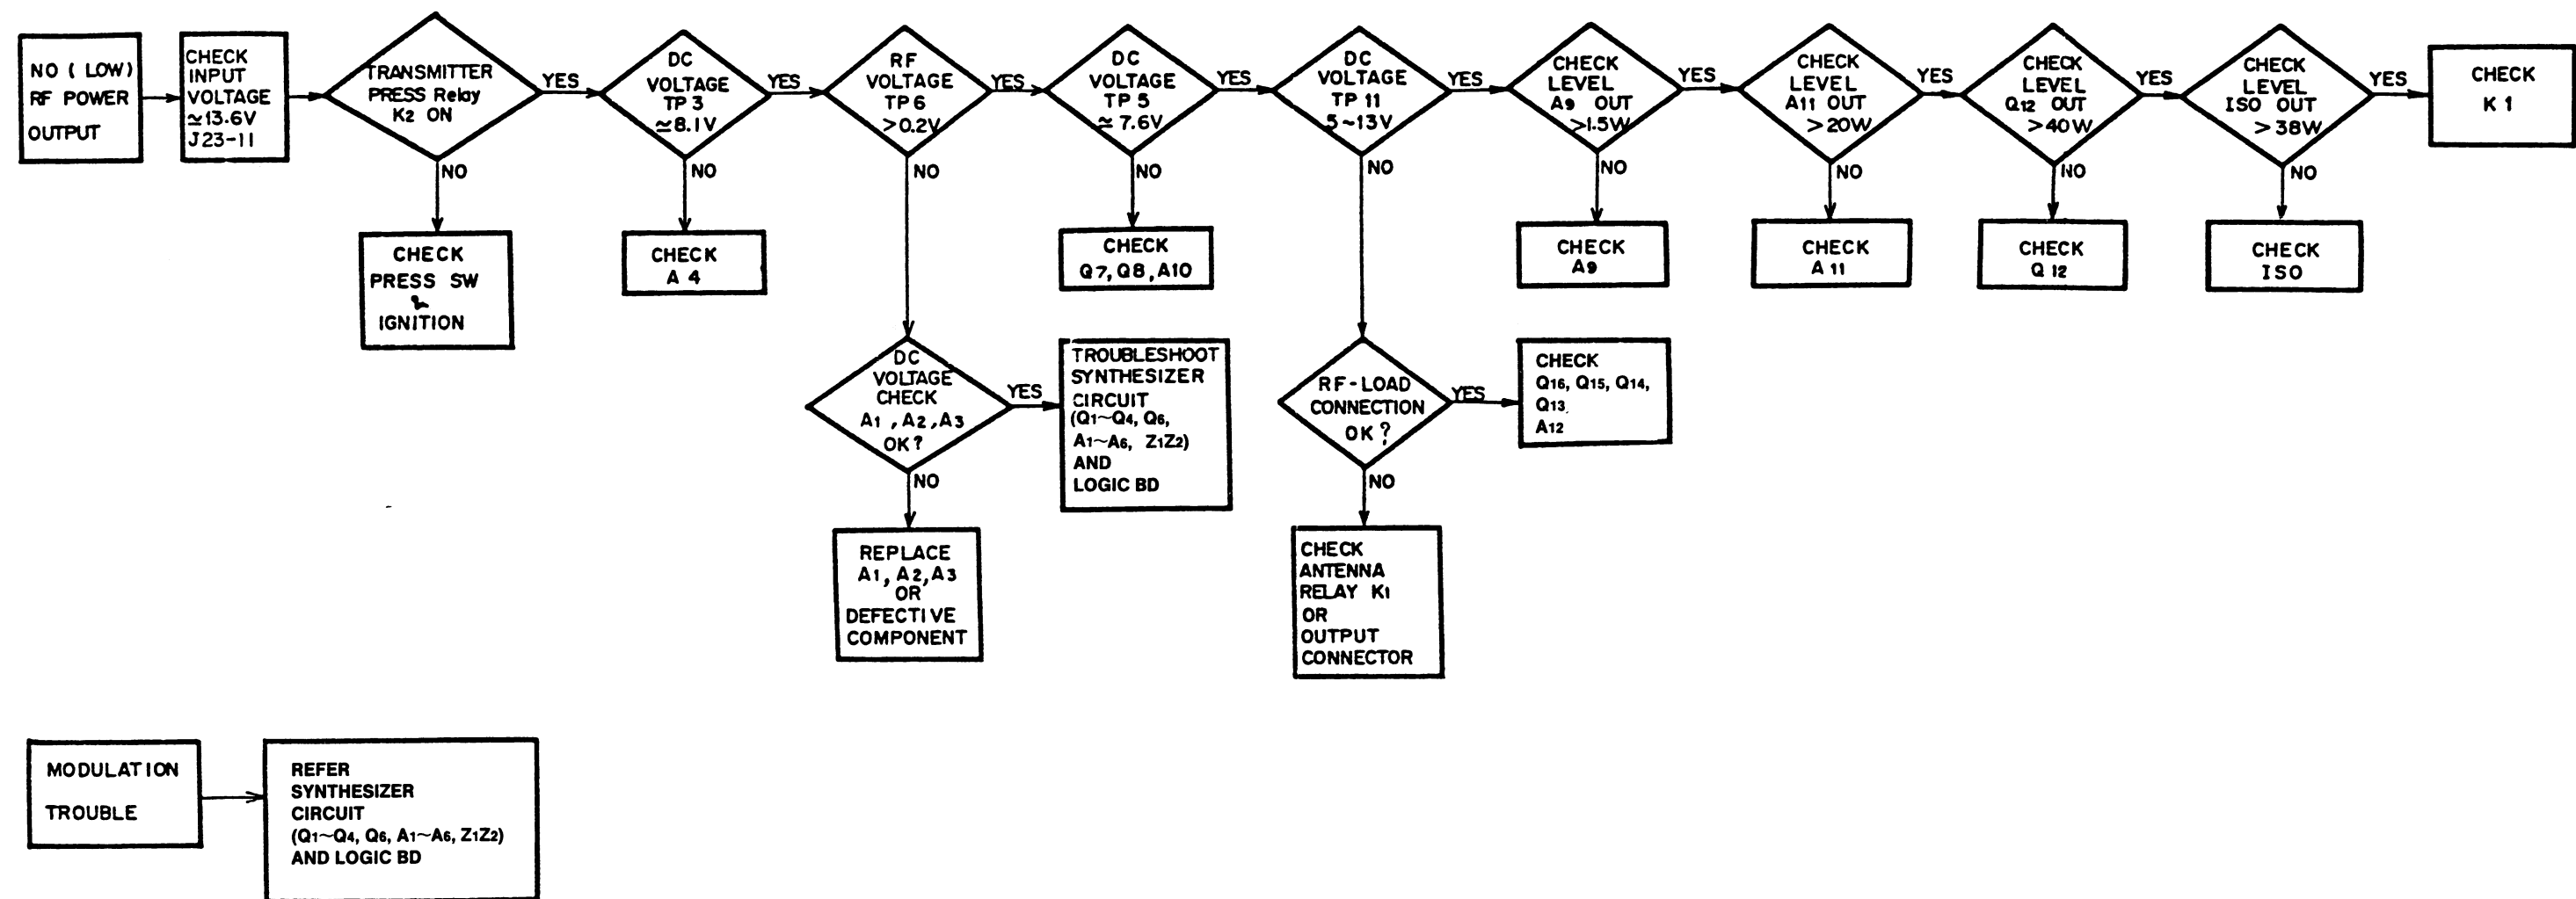 NO ( LOW)
RF POWER
OUTPUT
CHECK
INPUT
VOLTAGE
≃13.6V
J23-11
TRANSMITTER
PRESS Relay
K2 ON
YES
NO
CHECK
PRESS SW
&
IGNITION
DC
VOLTAGE
TP 3
≃8.1V
YES
NO
CHECK
A 4
RF
VOLTAGE
TP 6
>0.2V
YES
NO
DC
VOLTAGE
CHECK
A1 , A2 , A3
OK?
YES
TROUBLESHOOT
SYNTHESIZER
CIRCUIT
(Q1~Q4, Q6,
A1~A6, Z1Z2)
AND
LOGIC BD
NO
REPLACE
A1, A2, A3
OR
DEFECTIVE
COMPONENT
DC
VOLTAGE
TP 5
≃ 7.6V
YES
NO
CHECK
Q7, Q8, A10
DC
VOLTAGE
TP 11
5~13V
YES
NO
RF-LOAD
CONNECTION
OK?
YES
CHECK
Q16, Q15, Q14,
Q13,
A12
NO
CHECK
ANTENNA
RELAY K1
OR
OUTPUT
CONNECTOR
CHECK
LEVEL
A9 OUT
>1.5W
YES
NO
CHECK
A9
CHECK
LEVEL
A11 OUT
>20W
YES
NO
CHECK
A11
CHECK
LEVEL
Q12 OUT
>40W
YES
NO
CHECK
Q12
CHECK
LEVEL
ISO OUT
>38W
YES
NO
CHECK
ISO
CHECK
K1
MODULATION
TROUBLE
REFER
SYNTHESIZER
CIRCUIT
(Q1~Q4, Q6, A1~A6, Z1Z2)
AND LOGIC BD